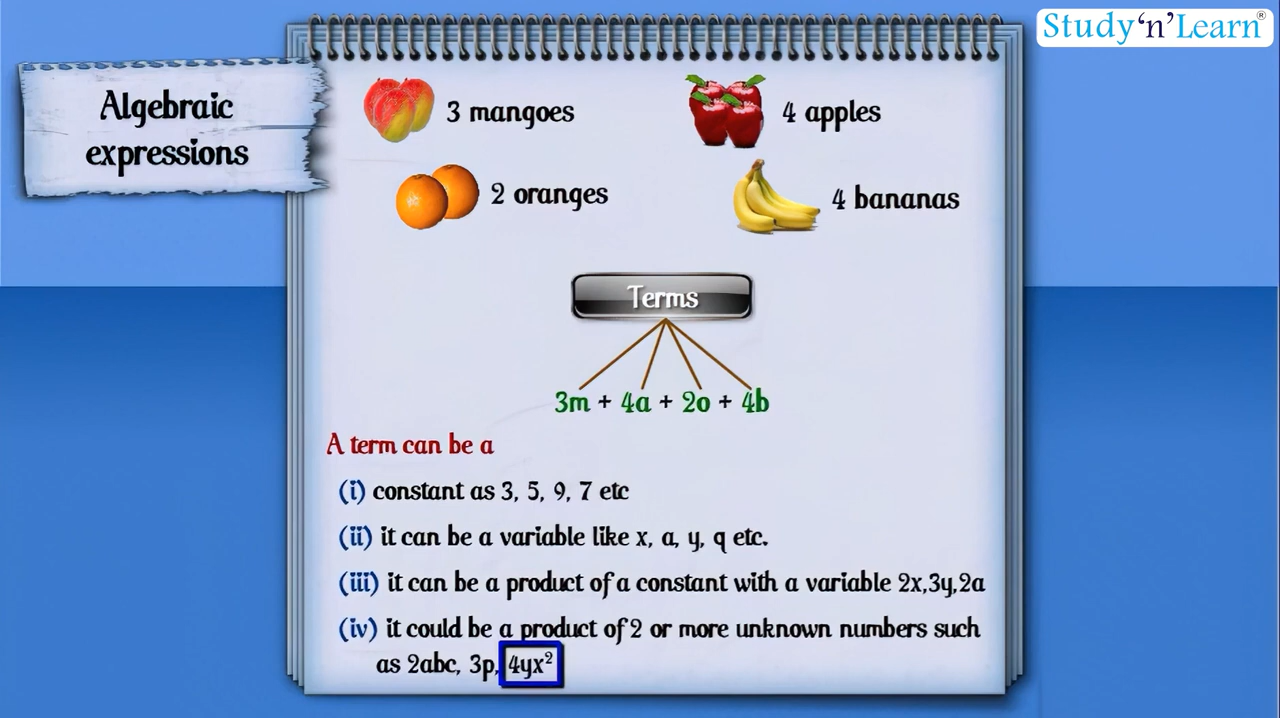 Study‘n’Learn®
Algebraic
expressions
3 mangoes
4 apples
2 oranges
4 bananas
Terms
3m + 4a + 2o + 4b
A term can be a
(i) constant as 3, 5, 9, 7 etc
(ii) it can be a variable like x, a, y, q etc.
(iii) it can be a product of a constant with a variable 2x,3y,2a
(iv) it could be a product of 2 or more unknown numbers such
as 2abc, 3p, 4yx²